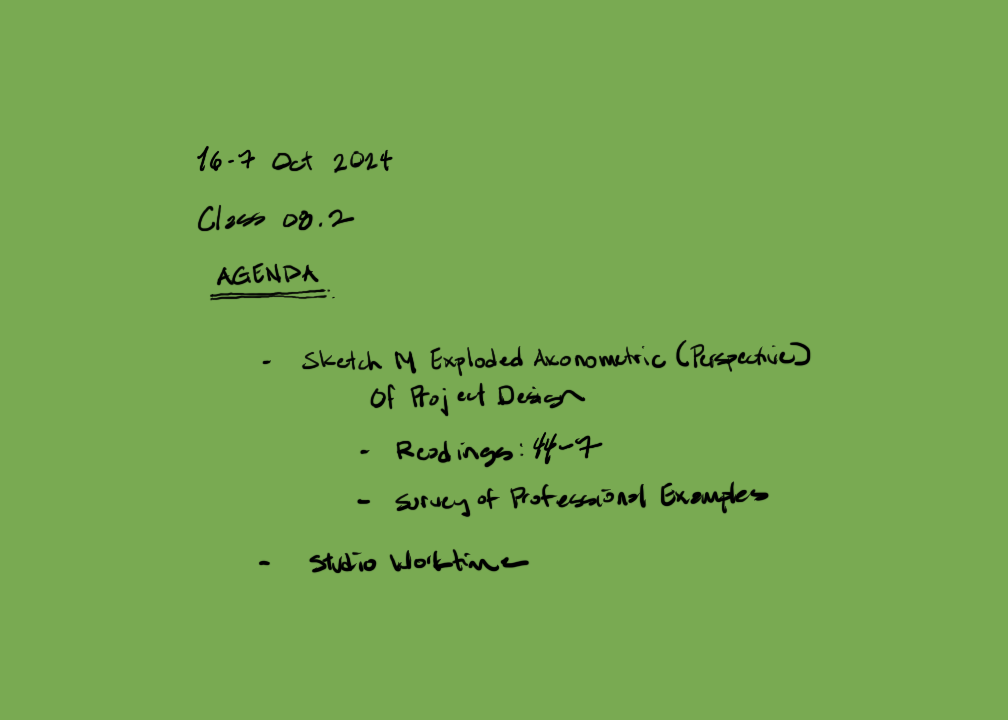 16-7 Oct 2024
Class 08.2
AGENDA
- Sketch M Exploded Axonometric (Perspective)
Of Project Design
- Readings: 44-7
- Survey of Professional Examples
- Studio Worktime